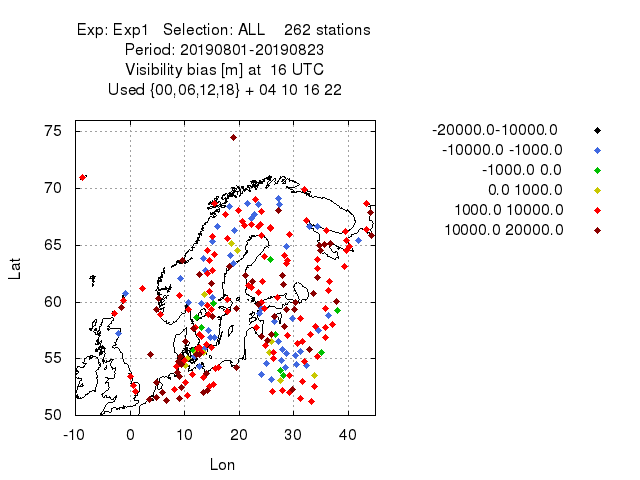 Exp: Exp1 Selection: ALL 262 stations
Period: 20190801-20190823
Visibility bias [m] at 16 UTC
Used {00,06,12,18} + 04 10 16 22
75
70
65
60
55
50
-10 0 10 20 30 40
Lat
Lon
-20000.0-10000.0
-10000.0 -1000.0
-1000.0 0.0
0.0 1000.0
1000.0 10000.0
10000.0 20000.0